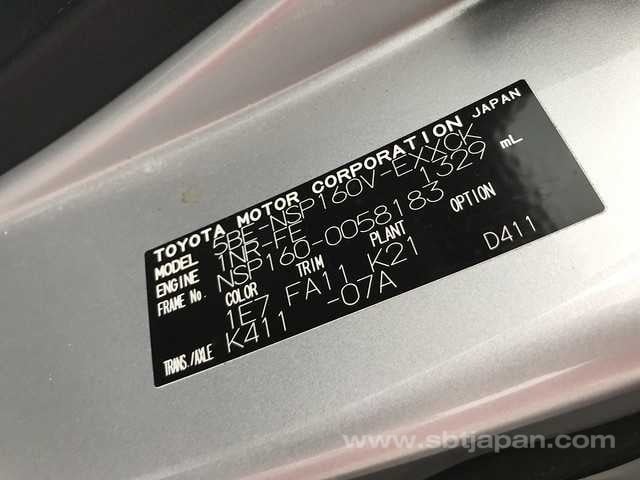 TOYOTA MOTOR CORPORATION JAPAN
MODEL 5BE-NSP160V-EXXCK
ENGINE 1NR-FE 1329 mL
FRAME No. NSP160-0058183
COLOR TRIM PLANT OPTION
1E7 FA11 K21 D411
TRANS./AXLE K411 -07A
www.sbtjapan.com